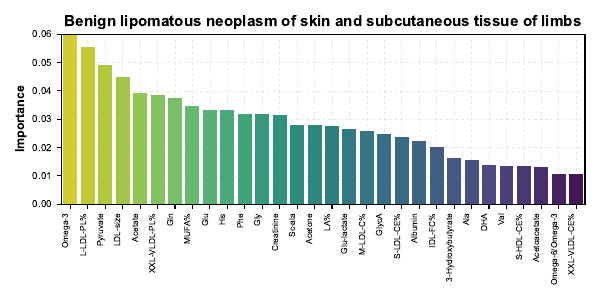 Benign lipomatous neoplasm of skin and subcutaneous tissue of limbs
Importance
0.06
0.05
0.04
0.03
0.02
0.01
0.00
Omega-3
L-LDL-PL%
Pyruvate
LDL-size
Acetate
XXL-VLDL-PL%
Gln
MUFA%
Glu
His
Phe
Gly
Creatinine
Acetone
LA%
Glu-lactate
M-LDL-C%
GlycA
S-LDL-CE%
Albumin
IDL-FC%
3-Hydroxybutyrate
Ala
DHA
Val
S-HDL-CE%
Acetoacetate
Omega-6/Omega-3
XXL-VLDL-CE%